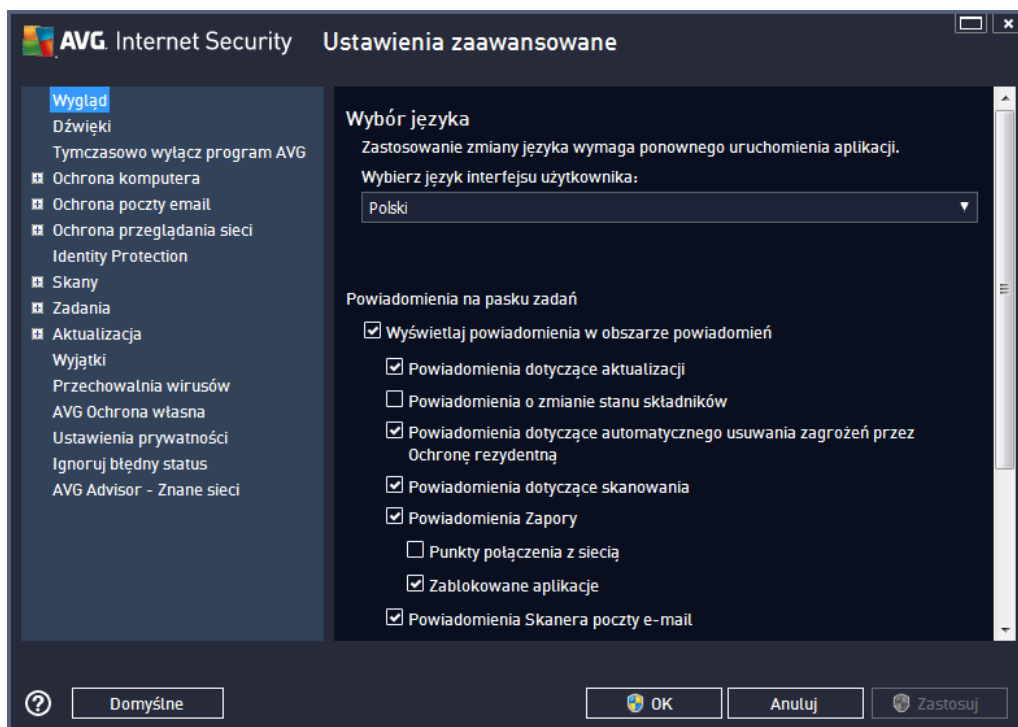 AVG. Internet Security
Ustawienia zaawansowane
Wygląd
Dźwięki
Tymczasowo wyłącz program AVG
Ochrona komputera
Ochrona poczty email
Ochrona przeglądania sieci
Identity Protection
Skany
Zadania
Aktualizacja
Wyjątki
Przechowalnia wirusów
AVG Ochrona własna
Ustawienia prywatności
Ignoruj błędny status
AVG Advisor - Znane sieci
Wybór języka
Zastosowanie zmiany języka wymaga ponownego uruchomienia aplikacji.
Wybierz język interfejsu użytkownika:
Polski
Powiadomienia na pasku zadań
Wyświetlaj powiadomienia w obszarze powiadomień
Powiadomienia dotyczące aktualizacji
Powiadomienia o zmianie stanu składników
Powiadomienia dotyczące automatycznego usuwania zagrożeń przez
Ochronę rezydentną
Powiadomienia dotyczące skanowania
Powiadomienia Zapory
Punkty połączenia z siecią
Zablokowane aplikacje
Powiadomienia Skanera poczty e-mail
Domyślne
OK
Anuluj
Zastosuj